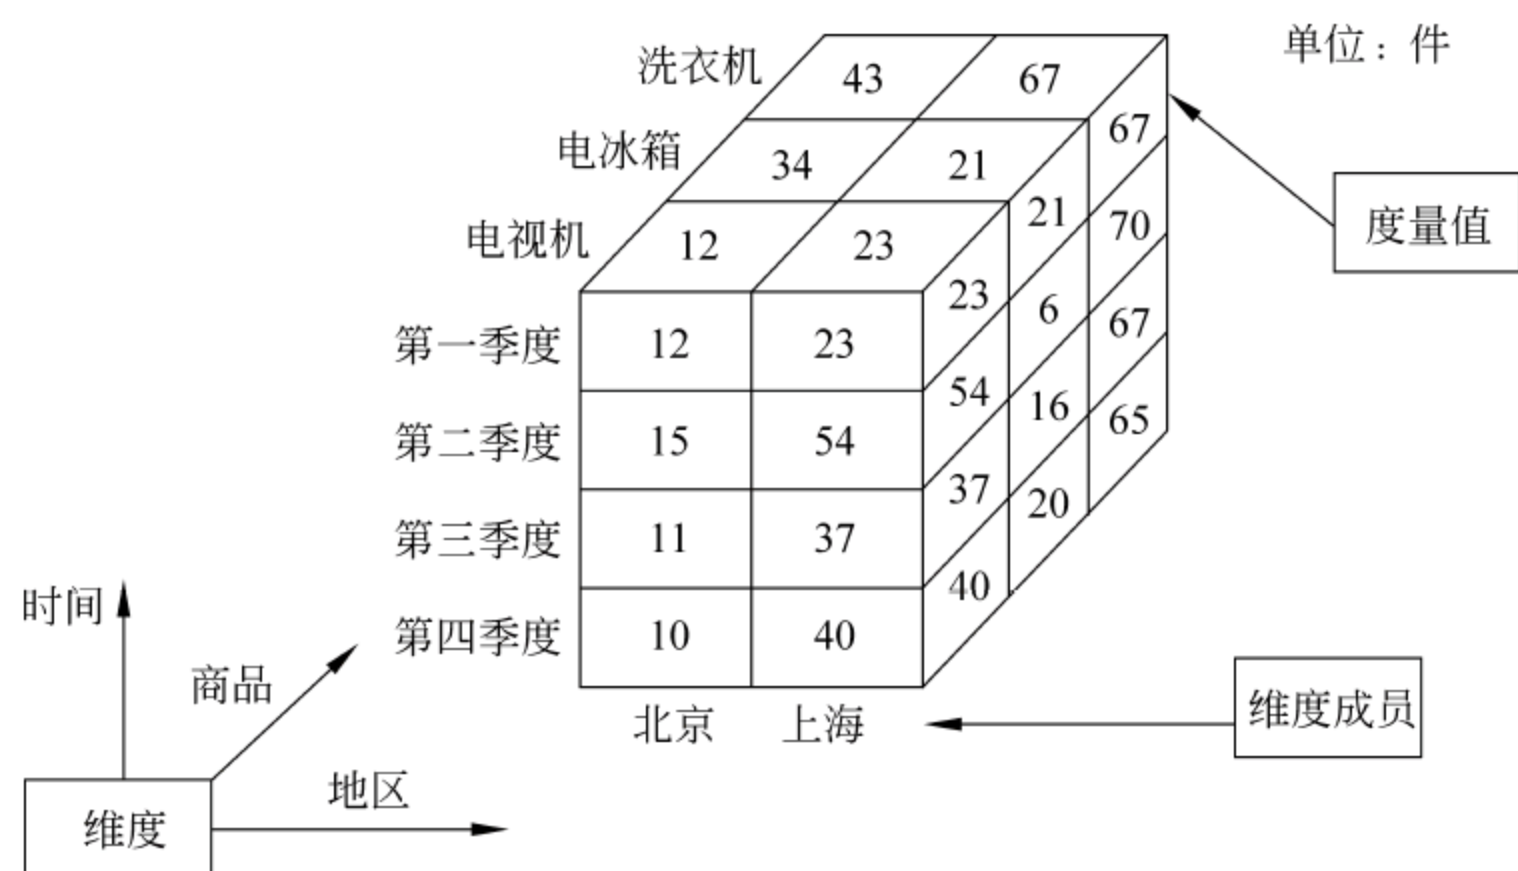 单位：件
洗衣机 43 67
67
电冰箱 34 21
21
70
度量值
电视机 12 23
23
6
67
第一季度 12 23
54
16
65
第二季度 15 54
37
20
第三季度 11 37
40
第四季度 10 40
北京 上海
维度成员
时间
商品
地区
维度